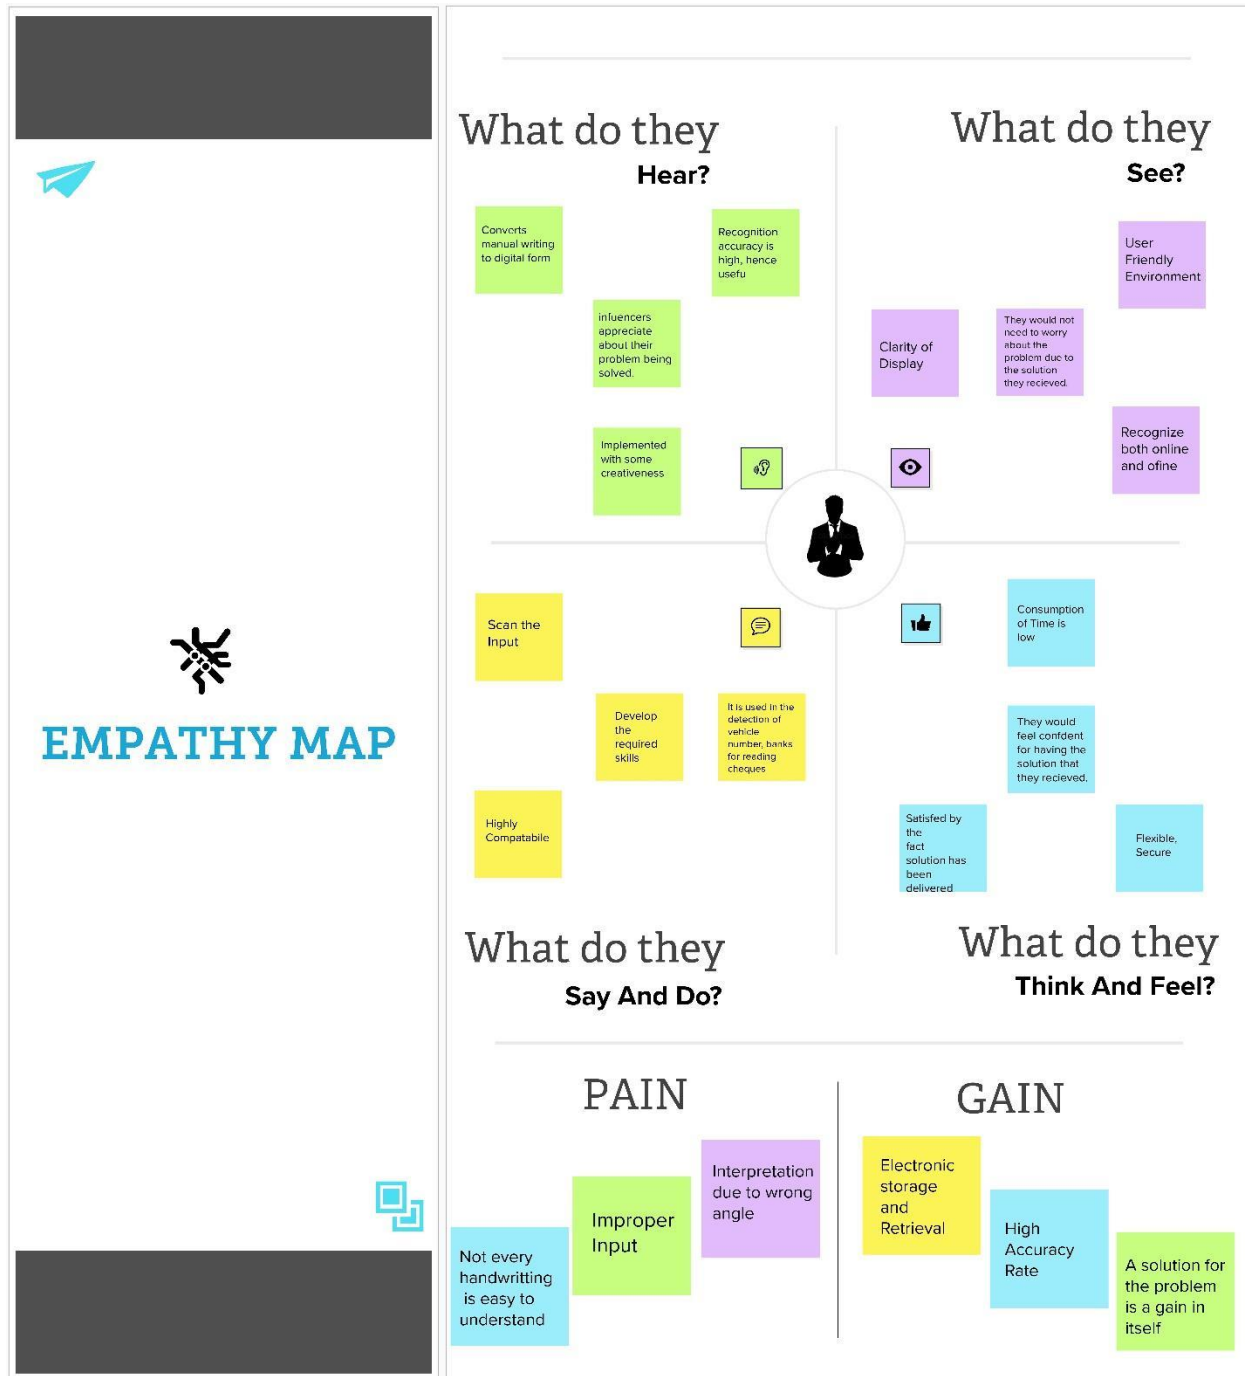 EMPATHY MAP
What do they
Hear?
Converts
manual writing
to digital form
Recognition
accuracy is
high, hence
usefu
infuencers
appreciate
about their
problem being
solved.
Implemented
with some
creativeness
What do they
See?
User
Friendly
Environment
Clarity of
Display
They would not
need to worry
about the
problem due to
the solution
they recieved.
Recognize
both online
and ofine
Scan the
Input
Develop
the
required
skills
It is used in the
detection of
vehicle
number, banks
for reading
cheques
Highly
Compatabile
What do they
Say And Do?
Consumption
of Time is
low
They would
feel confdent
for having the
solution that
they recieved.
Satisfed by
the
fact
solution has
been
delivered
Flexible,
Secure
What do they
Think And Feel?
PAIN
Not every
handwritting
is easy to
understand
Improper
Input
Interpretation
due to wrong
angle
GAIN
Electronic
storage
and
Retrieval
High
Accuracy
Rate
A solution for
the problem
is a gain in
itself